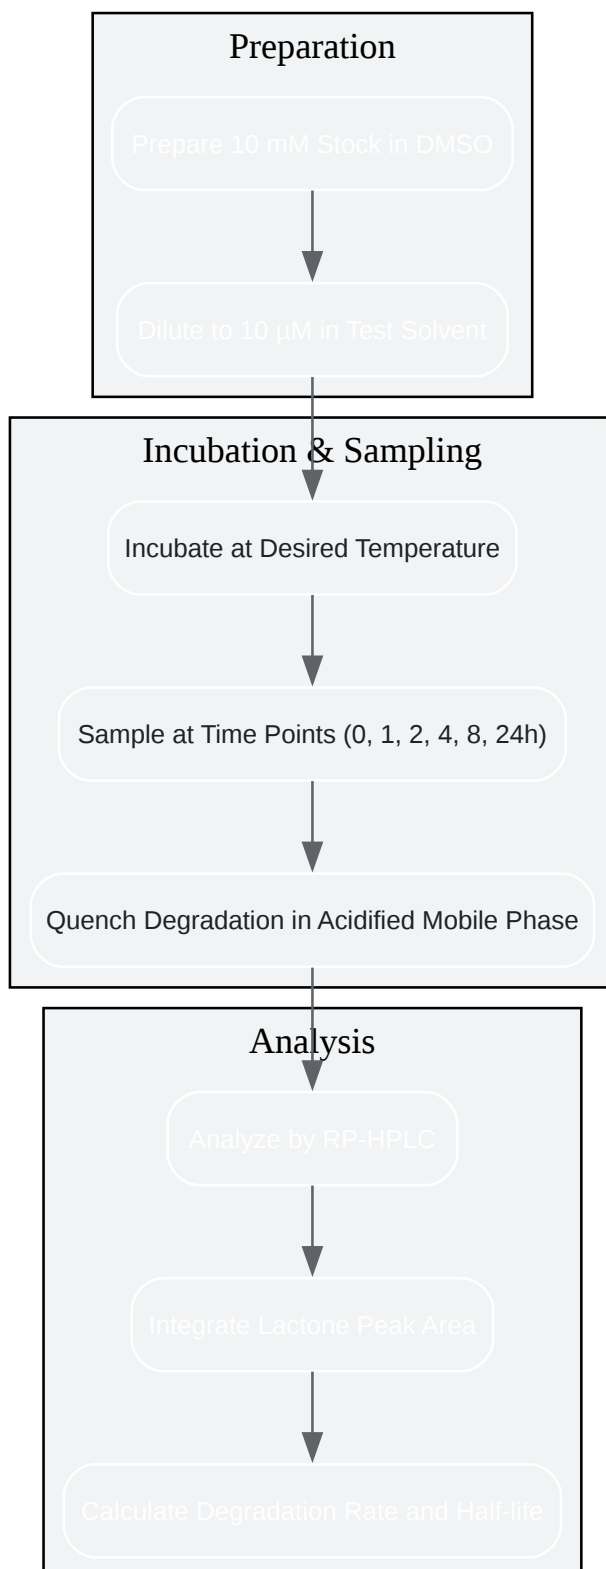 Preparation
Prepare 10 mM Stock in DMSO
Dilute to 10 µM in Test Solvent
Incubation & Sampling
Incubate at Desired Temperature
Sample at Time Points (0, 1, 2, 4, 8, 24h)
Quench Degradation in Acidified Mobile Phase
Analysis
Analyze by RP-HPLC
Integrate Lactone Peak Area
Calculate Degradation Rate and Half-life